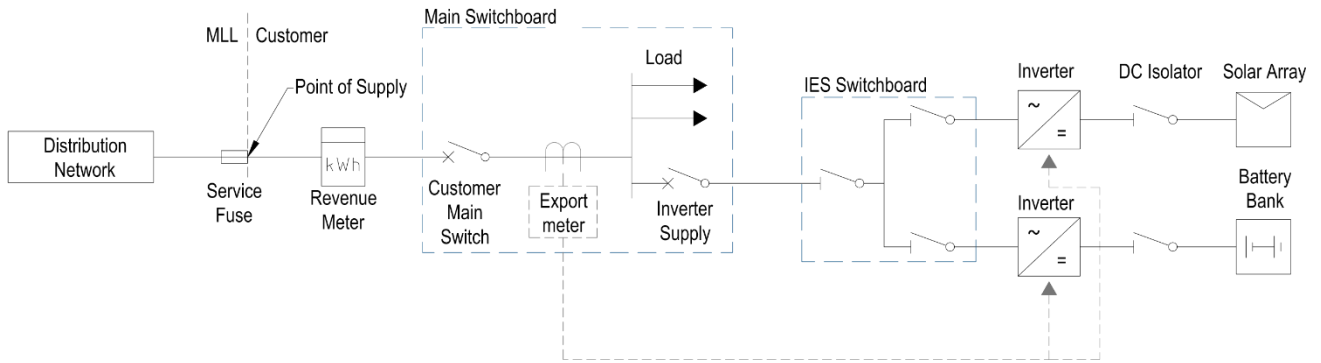 Main Switchboard
MLL
Customer
Load
Point of Supply
Inverter
DC Isolator
Solar Array
IES Switchboard
~
=
Distribution
Network
kWh
Service
Fuse
Revenue
Meter
Customer
Main
Switch
Export
meter
Inverter
Supply
Inverter
Battery
Bank
~
=